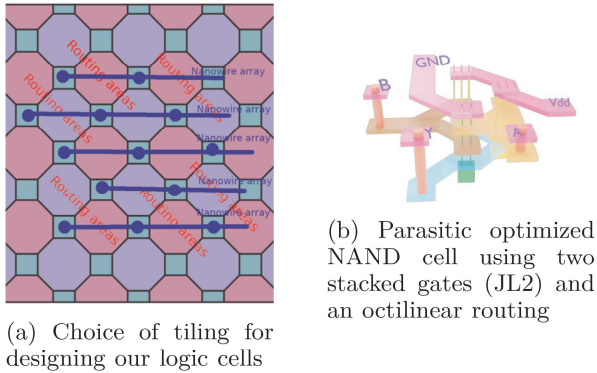 Routing areas
Routing areas
Nanowire array
Routing areas
Nanowire array
Nanowire array
Nanowire array
Routing areas
Routing areas
Routing areas
Nanowire array
(a) Choice of tiling for
designing our logic cells
GND
B
Vdd
Y
A
(b) Parasitic optimized
NAND cell using two
stacked gates (JL2) and
an octilinear routing